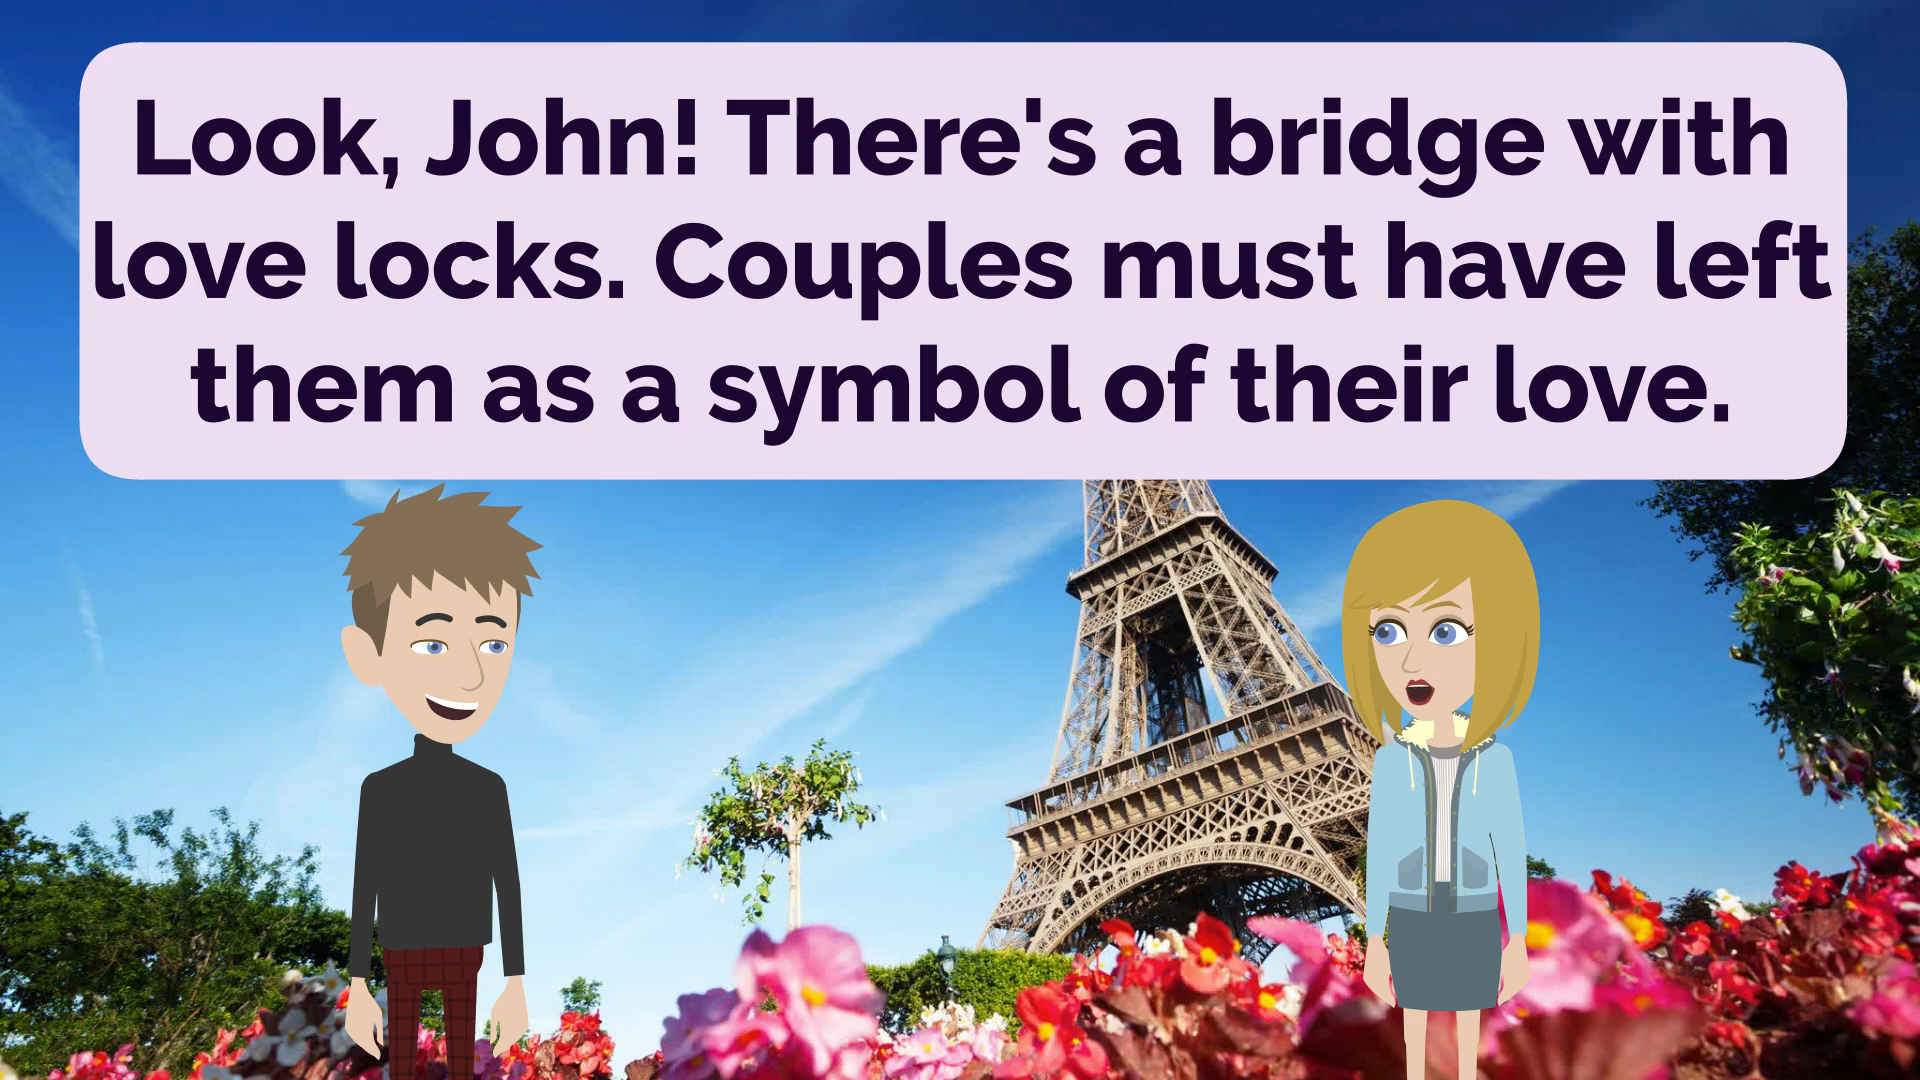 Look, John! There's a bridge with
love locks. Couples must have left
them as a symbol of their love.